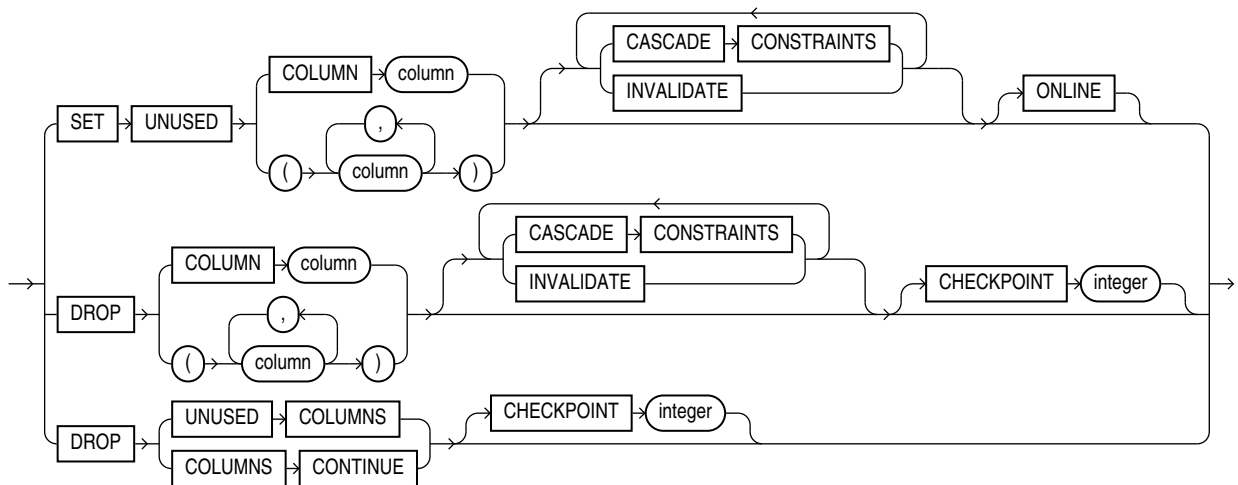 CASCADE CONSTRAINTS
COLUMN column
INVALIDATE
ONLINE
SET UNUSED
,
( column )
CASCADE CONSTRAINTS
COLUMN column
INVALIDATE
CHECKPOINT integer
DROP
,
( column )
UNUSED COLUMNS
CHECKPOINT integer
DROP
COLUMNS CONTINUE